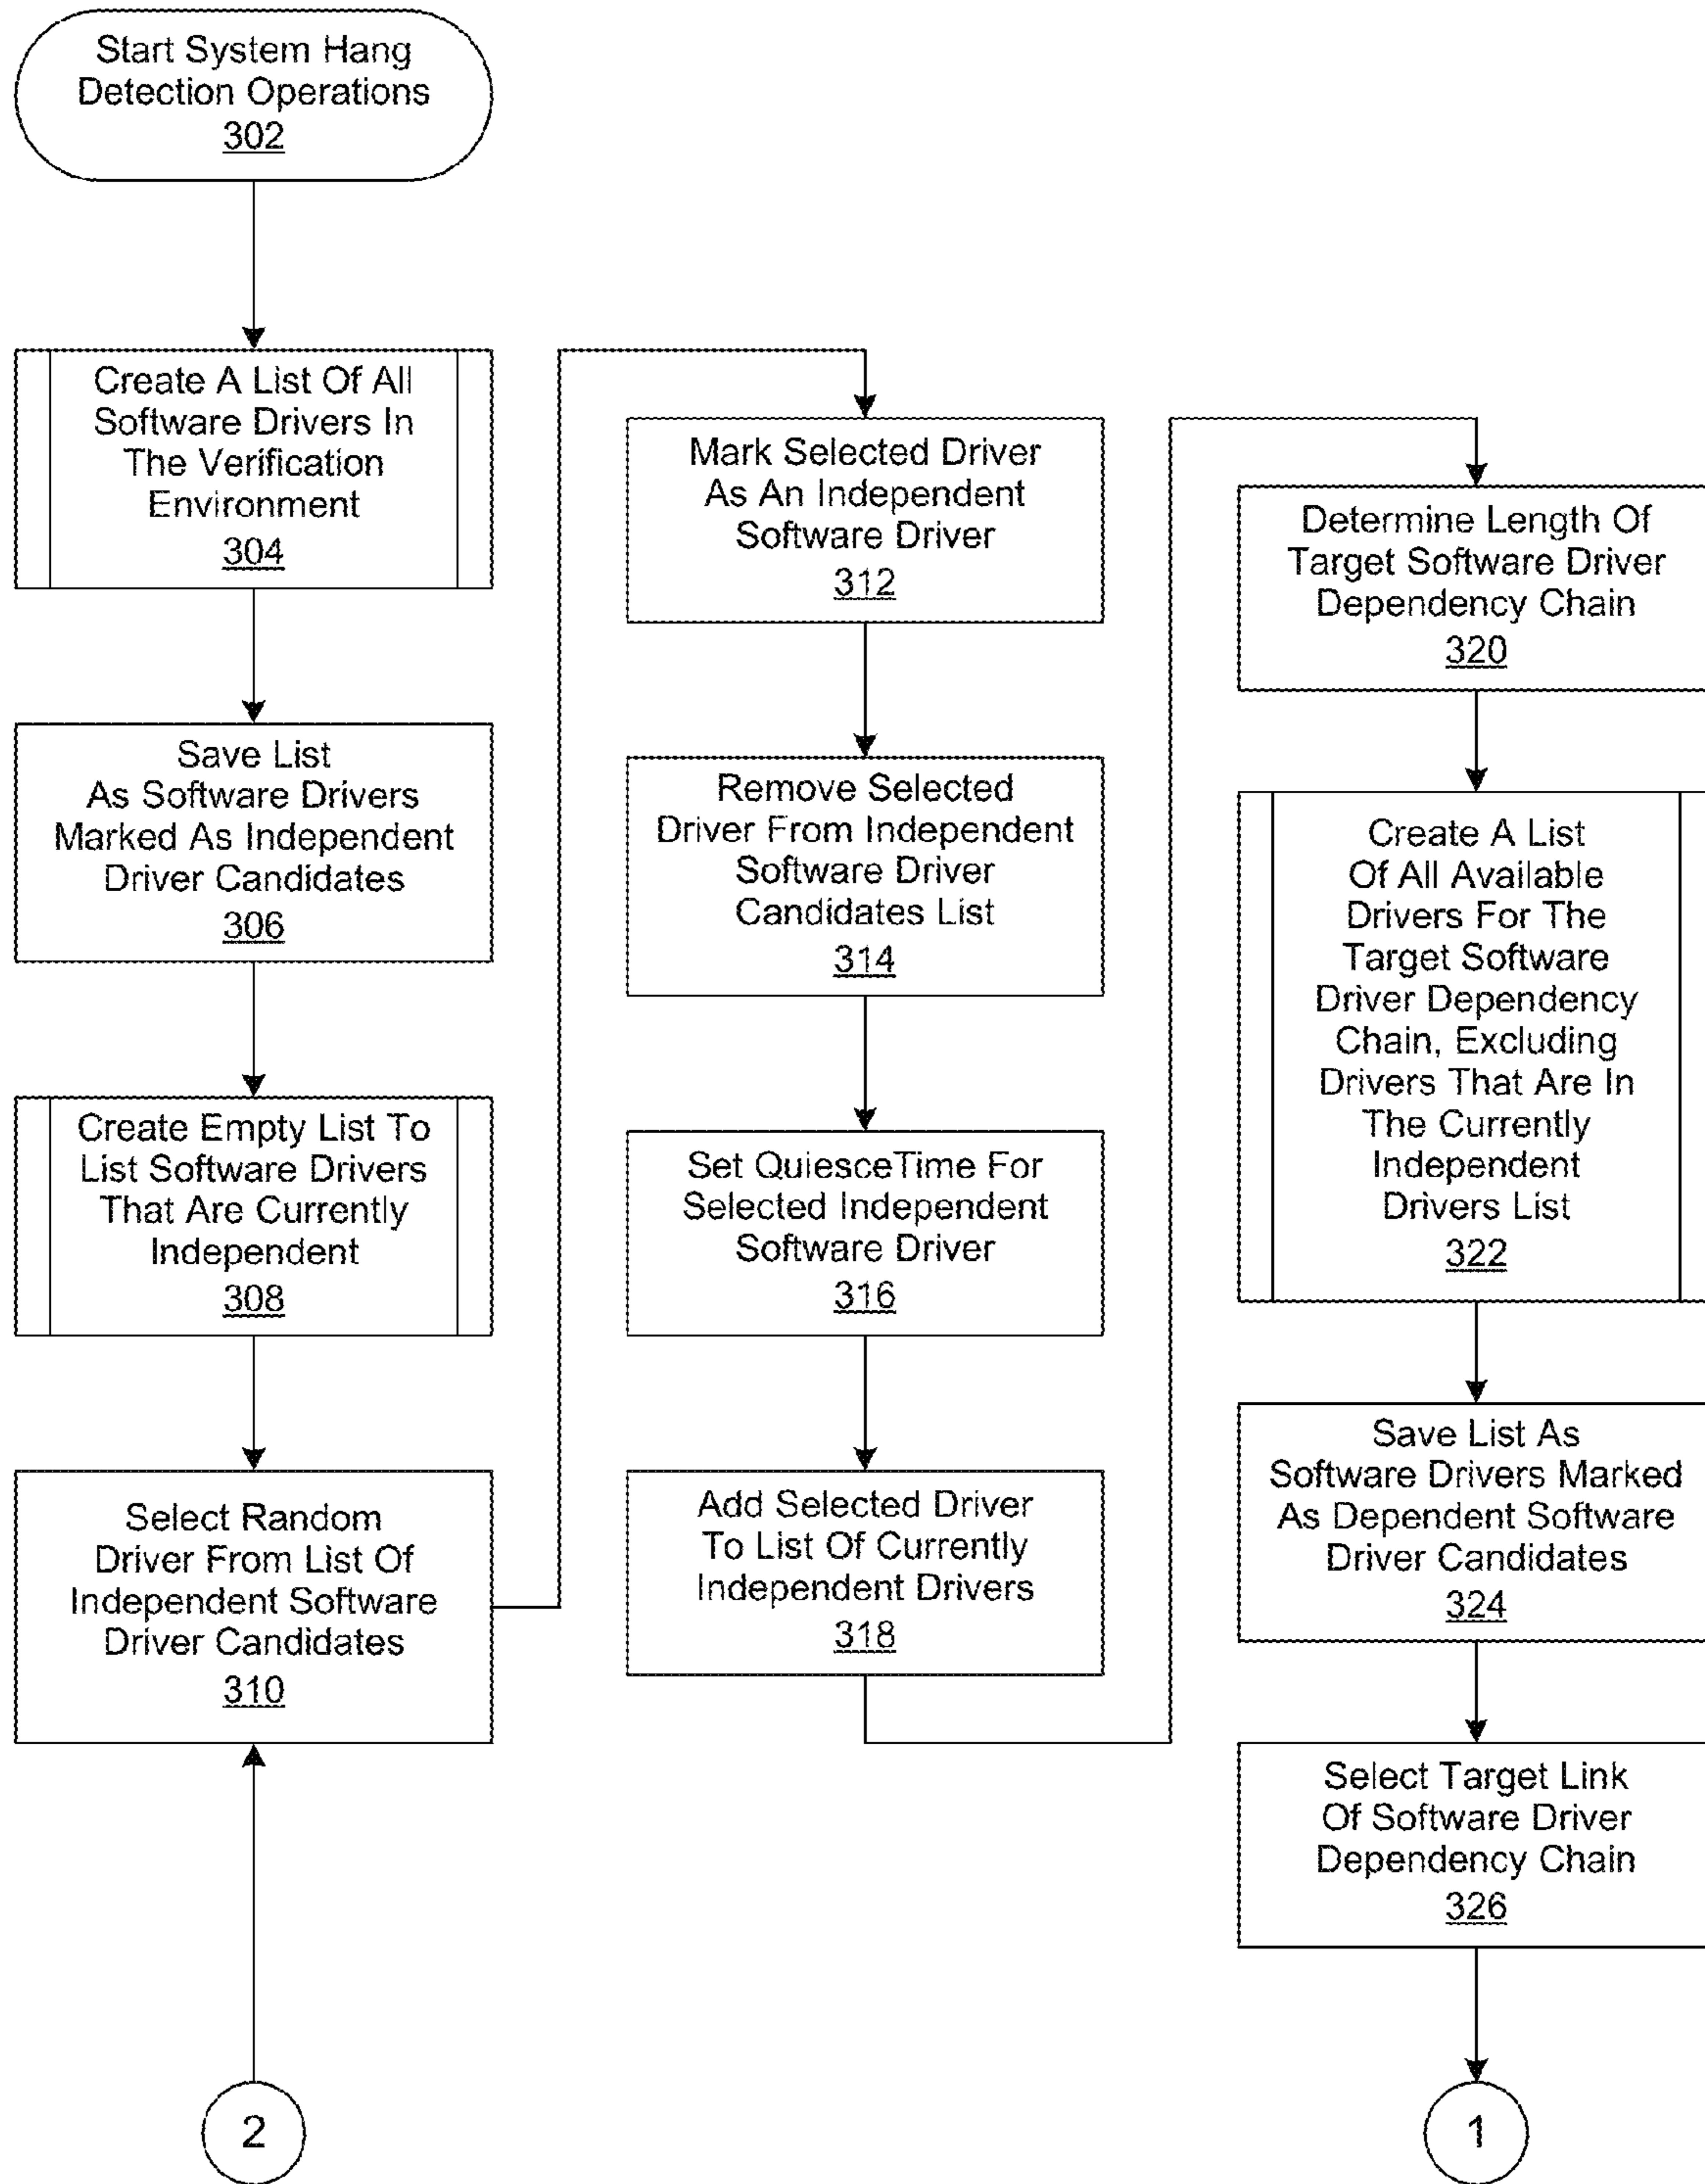 Start System Hang
Detection Operations
302
Create A List Of All
Software Drivers In
The Verification
Environment
304
Save List
As Software Drivers
Marked As Independent
Driver Candidates
306
Create Empty List To
List Software Drivers
That Are Currently
Independent
308
Select Random
Driver From List Of
Independent Software
Driver Candidates
310
2
Mark Selected Driver
As An Independent
Software Driver
312
Remove Selected
Driver From Independent
Software Driver
Candidates List
314
Set QuiesceTime For
Selected Independent
Software Driver
316
Add Selected Driver
To List Of Currently
Independent Drivers
318
Determine Length Of
Target Software Driver
Dependency Chain
320
Create A List
Of All Available
Drivers For The
Target Software
Driver Dependency
Chain, Excluding
Drivers That Are In
The Currently
Independent
Drivers List
322
Save List As
Software Drivers Marked
As Dependent Software
Driver Candidates
324
Select Target Link
Of Software Driver
Dependency Chain
326
1